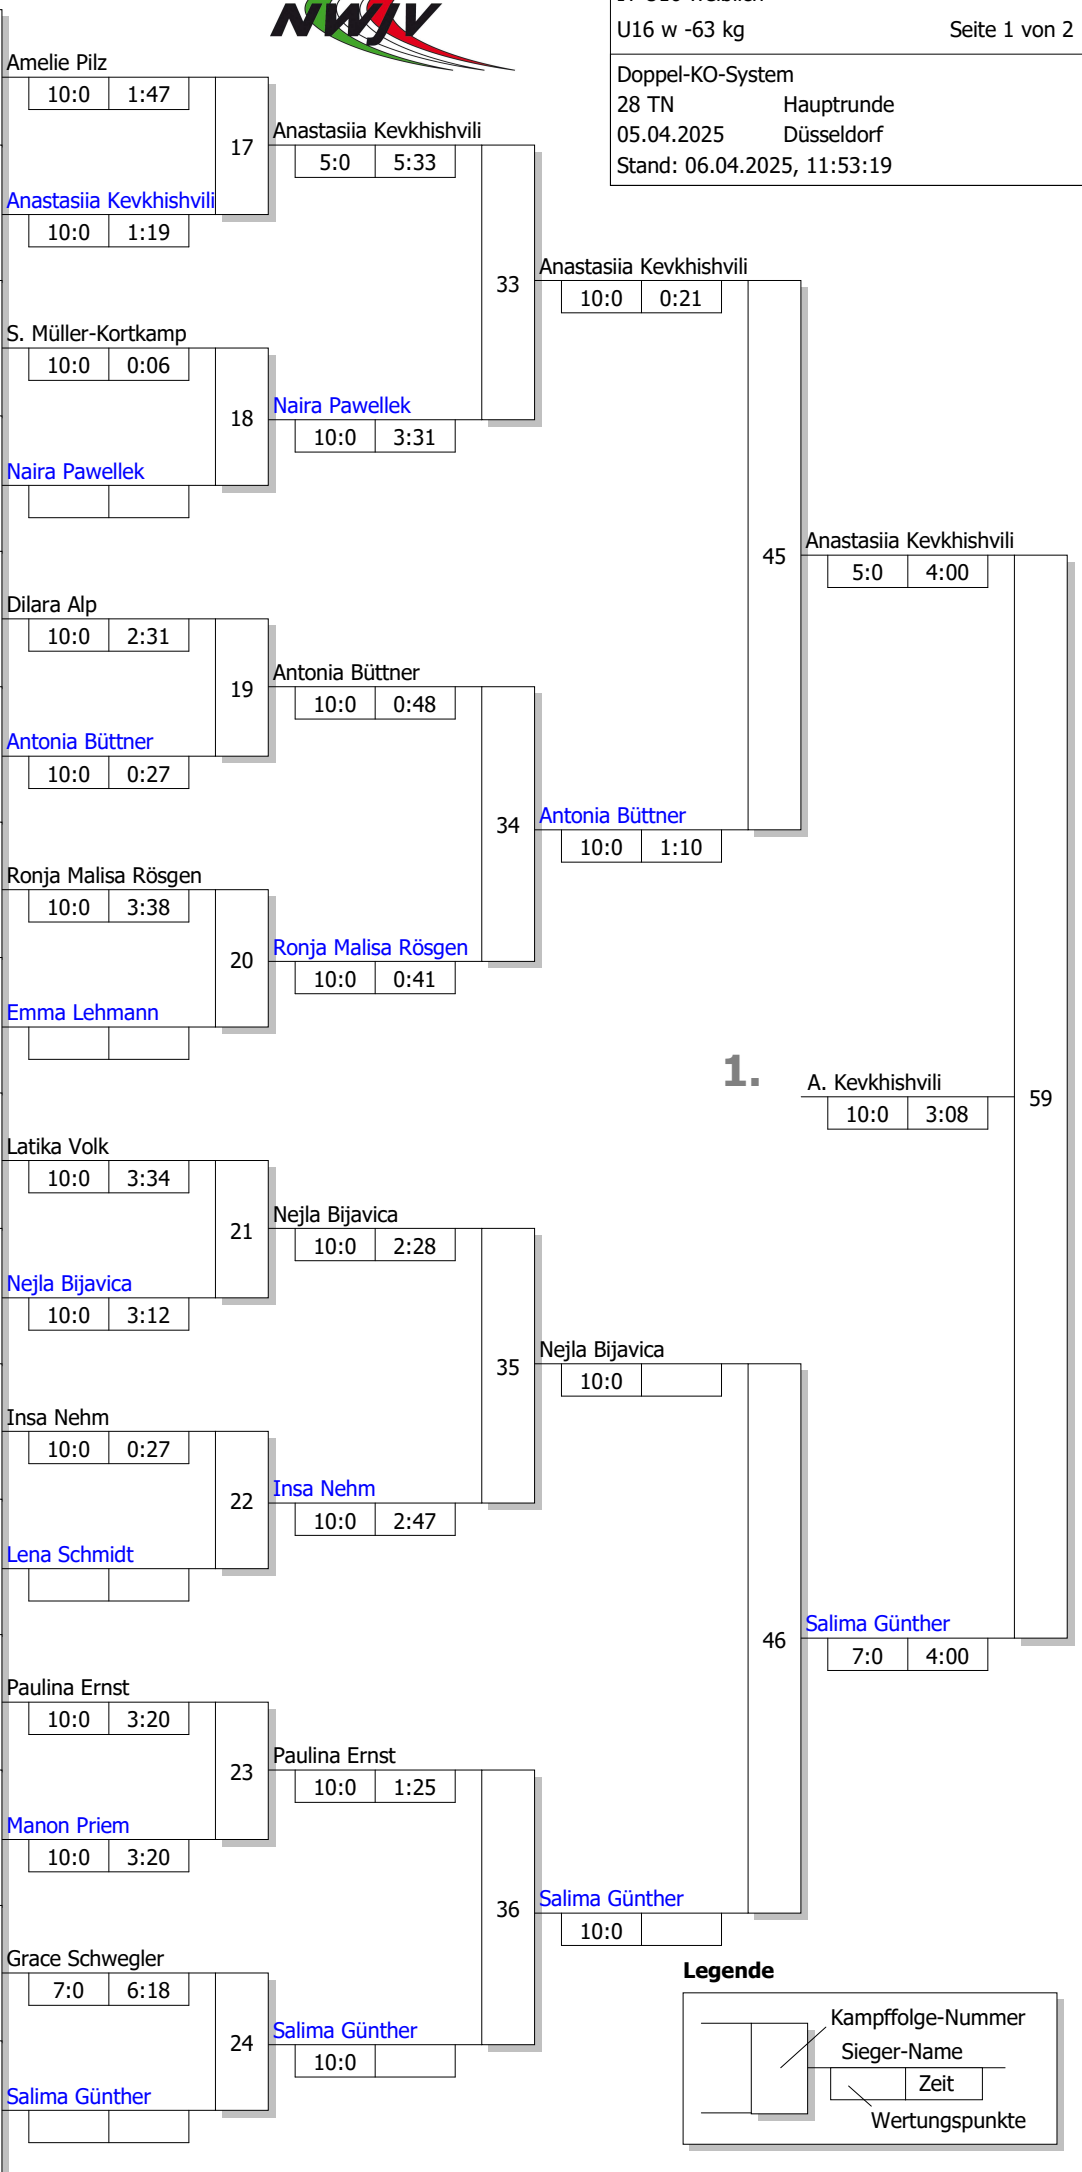 NWJV
U16 w -63 kg Seite 1 von 2
Doppel-KO-System
28 TN Hauptrunde
05.04.2025 Düsseldorf
Stand: 06.04.2025, 11:53:19
Amelie Pilz
10:0 1:47
17
Anastasiia Kevkhishvili
5:0 5:33
Anastasiia Kevkhishvili
10:0 1:19
33
Anastasiia Kevkhishvili
10:0 0:21
S. Müller-Kortkamp
10:0 0:06
18
Naira Pawellek
10:0 3:31
Naira Pawellek
45
Anastasiia Kevkhishvili
5:0 4:00
Dilara Alp
10:0 2:31
19
Antonia Büttner
10:0 0:48
Antonia Büttner
10:0 0:27
34
Antonia Büttner
10:0 1:10
Ronja Malisa Rösgen
10:0 3:38
20
Ronja Malisa Rösgen
10:0 0:41
Emma Lehmann
1.
A. Kevkhishvili
10:0 3:08
59
Latika Volk
10:0 3:34
21
Nejla Bijavica
10:0 2:28
Nejla Bijavica
10:0 3:12
35
Nejla Bijavica
10:0
Insa Nehm
10:0 0:27
22
Insa Nehm
10:0 2:47
Lena Schmidt
46
Salima Günther
7:0 4:00
Paulina Ernst
10:0 3:20
23
Paulina Ernst
10:0 1:25
Manon Priem
10:0 3:20
36
Salima Günther
10:0
Grace Schwegler
7:0 6:18
24
Salima Günther
10:0
Salima Günther
Legende
Kampffolge-Nummer
Sieger-Name
Zeit
Wertungspunkte